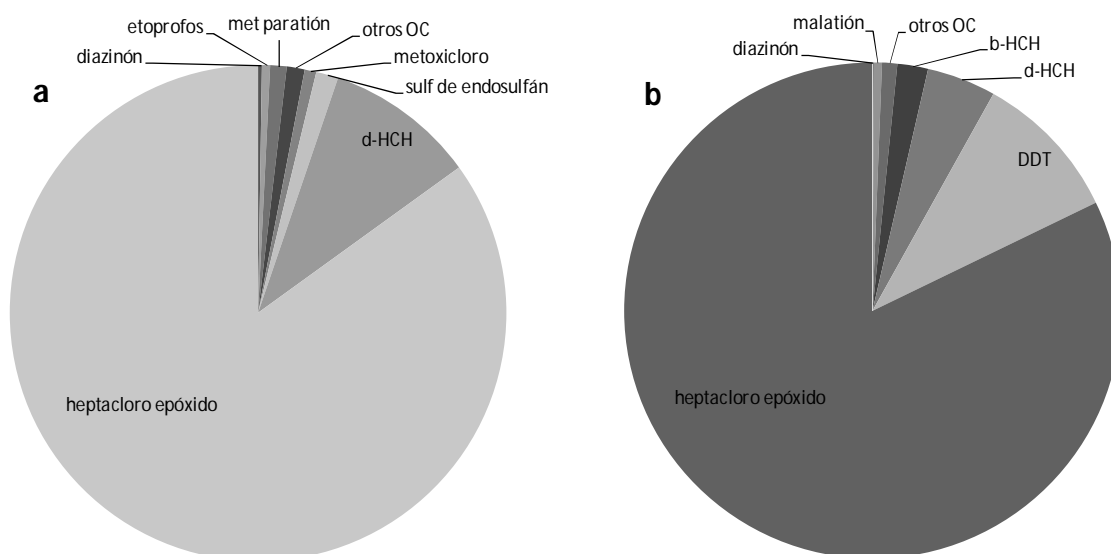 a
diazinón
etoprofos
met paratión
otros OC
metoxicloro
sulf de endosulfán
d-HCH
heptacloro epóxido
b
diazinón
malatión
otros OC
b-HCH
d-HCH
DDT
heptacloro epóxido